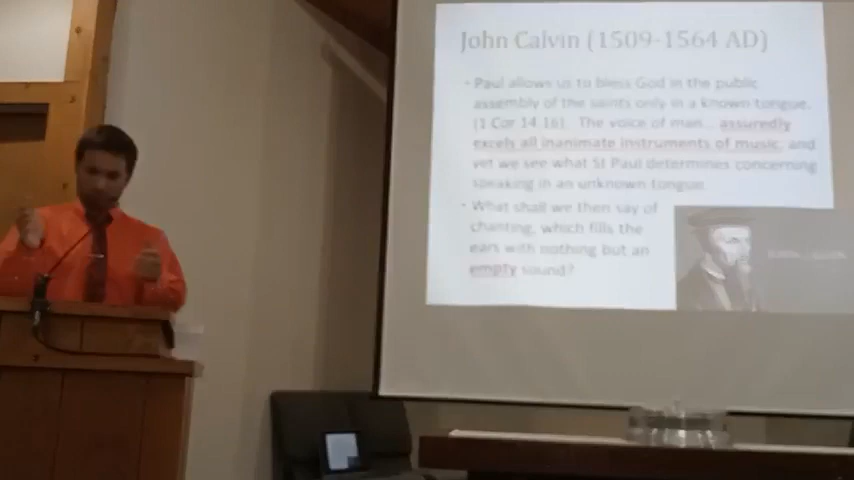 John Calvin (1509-1564 AD)
• Paul allows us to bless God in the public
assembly of the saints only in a known tongue.
(1 Cor 14.16). The voice of man... assuredly
excels all inanimate instruments of music, and
yet we see what St Paul determines concerning
speaking in an unknown tongue.
• What shall we then say of
chanting, which fills the
ears with nothing but an
empty sound?